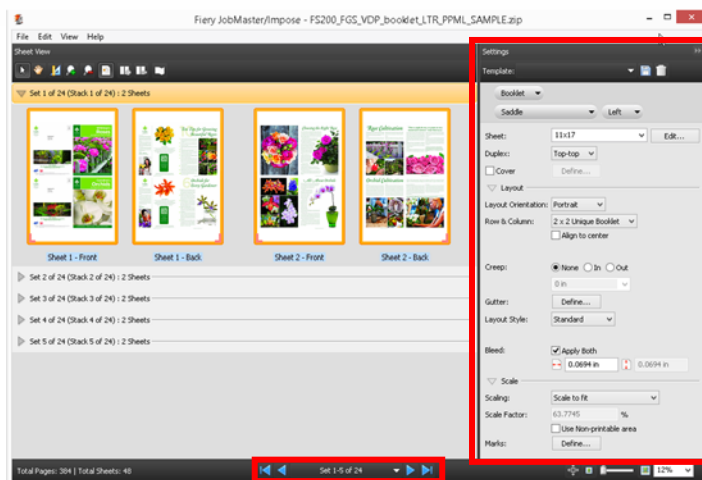 Fiery JobMaster/Impose - FS200_FGS_VDP_booklet_LTR_PPML_SAMPLE.zip
File Edit View Help
Sheet View
Set 1 of 24 (Stack 1 of 24) : 2 Sheets
Sheet 1 - Front
Sheet 1 - Back
Sheet 2 - Front
Sheet 2 - Back
Set 2 of 24 (Stack 2 of 24) : 2 Sheets
Set 3 of 24 (Stack 3 of 24) : 2 Sheets
Set 4 of 24 (Stack 4 of 24) : 2 Sheets
Set 5 of 24 (Stack 5 of 24) : 2 Sheets
Total Pages: 384 | Total Sheets: 48
Set 1-5 of 24
12%
Settings
Template:
Booklet
Saddle Left
Sheet: 11x17 Edit...
Duplex: Top-top
Cover Define...
Layout
Layout Orientation: Portrait
Row & Column: 2 x 2 Unique Booklet
Align to center
Creep: None In Out
0 in
Gutter: Define...
Layout Style: Standard
Bleed: Apply Both
0.0694 in 0.0694 in
Scale
Scaling: Scale to fit
Scale Factor: 63.7745 %
Use Non-printable area
Marks: Define...